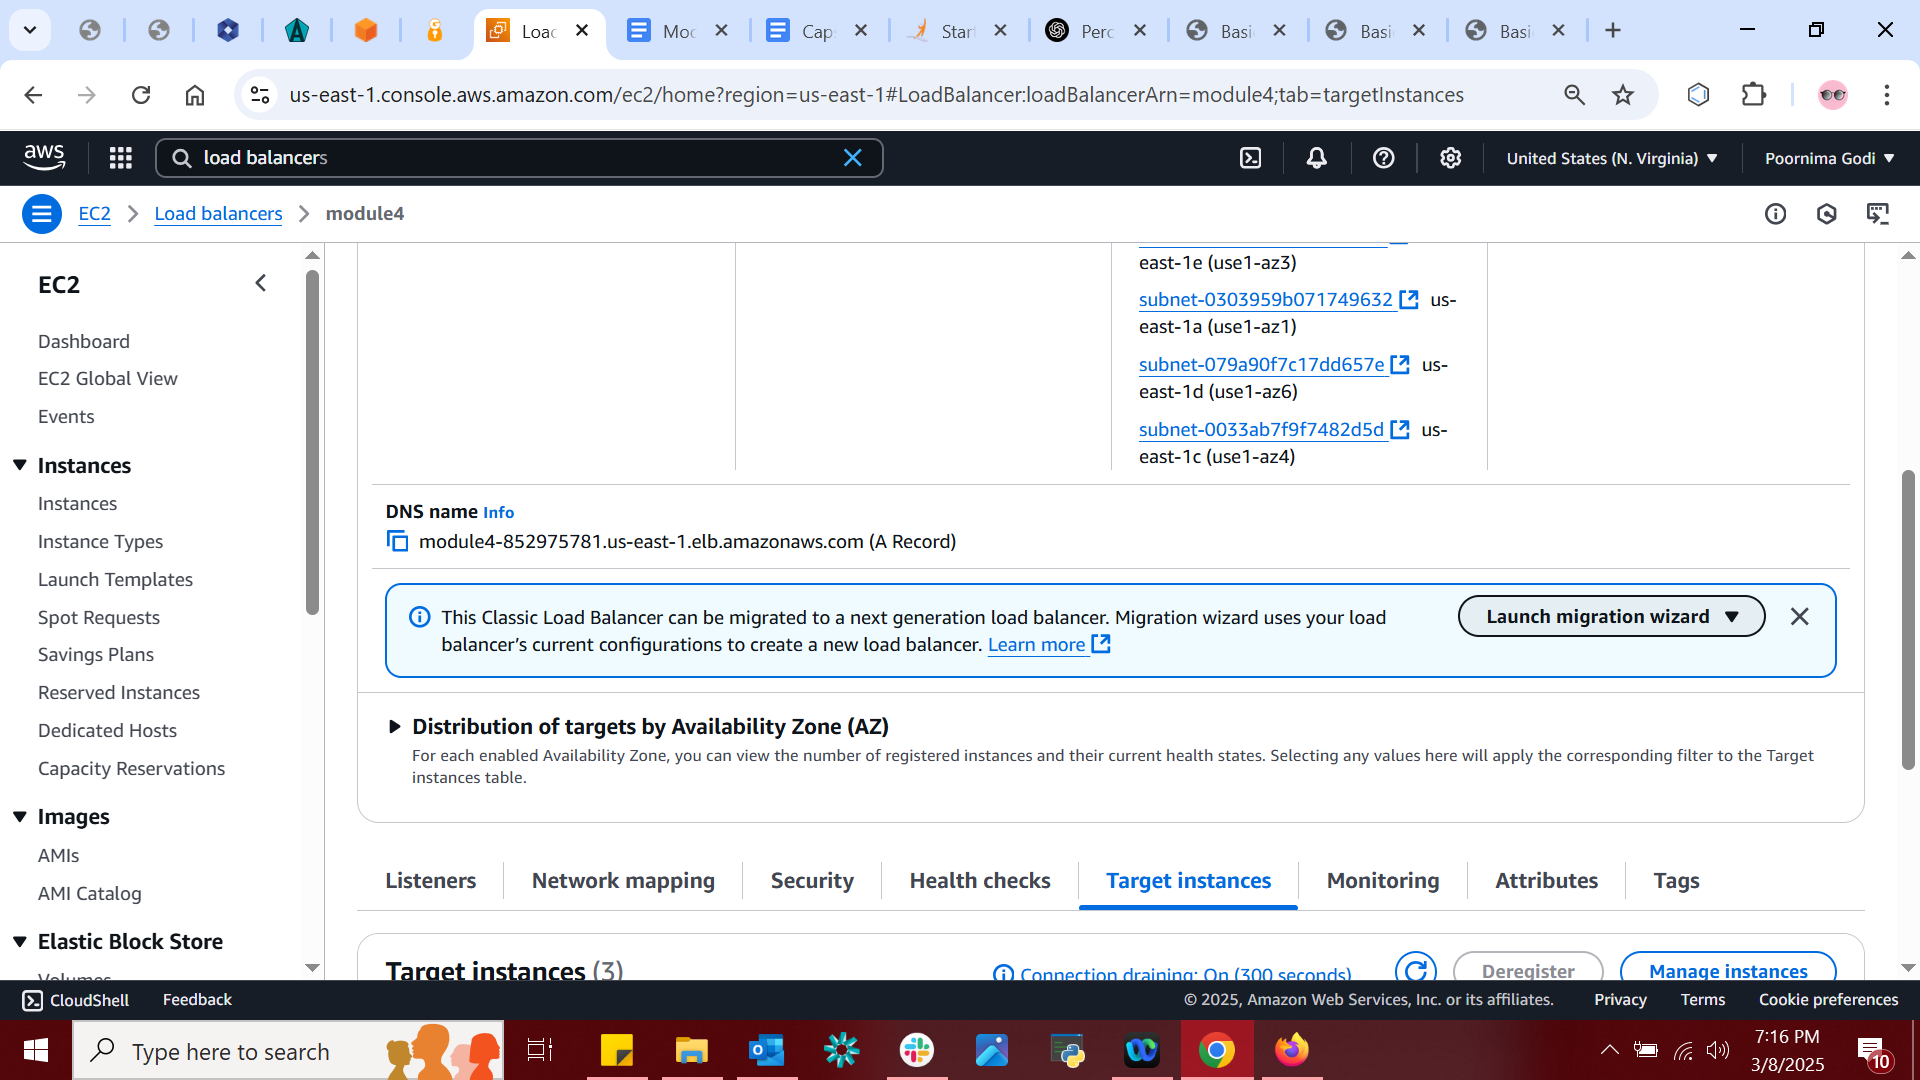 Load
Mod
Cap
Star
Perc
Basi
Basi
Basi
us-east-1.console.aws.amazon.com/ec2/home?region=us-east-1#LoadBalancer:loadBalancerArn=module4;tab=targetInstances
aws
load balancers
United States (N. Virginia)
Poornima Godi
EC2
Load balancers
module4
EC2
Dashboard
EC2 Global View
Events
Instances
Instances
Instance Types
Launch Templates
Spot Requests
Savings Plans
Reserved Instances
Dedicated Hosts
Capacity Reservations
Images
AMIs
AMI Catalog
Elastic Block Store
Volumes
east-1e (use1-az3)
subnet-0303959b071749632 us-
east-1a (use1-az1)
subnet-079a90f7c17dd657e us-
east-1d (use1-az6)
subnet-0033ab7f9f7482d5d us-
east-1c (use1-az4)
DNS name Info
module4-852975781.us-east-1.elb.amazonaws.com (A Record)
This Classic Load Balancer can be migrated to a next generation load balancer. Migration wizard uses your load
balancer’s current configurations to create a new load balancer. Learn more
Launch migration wizard
Distribution of targets by Availability Zone (AZ)
For each enabled Availability Zone, you can view the number of registered instances and their current health states. Selecting any values here will apply the corresponding filter to the Target
instances table.
Listeners
Network mapping
Security
Health checks
Target instances
Monitoring
Attributes
Tags
Target instances (3)
Connection draining: On (300 seconds)
Deregister
Manage instances
CloudShell
Feedback
© 2025, Amazon Web Services, Inc. or its affiliates.
Privacy
Terms
Cookie preferences
Type here to search
7:16 PM
3/8/2025
10